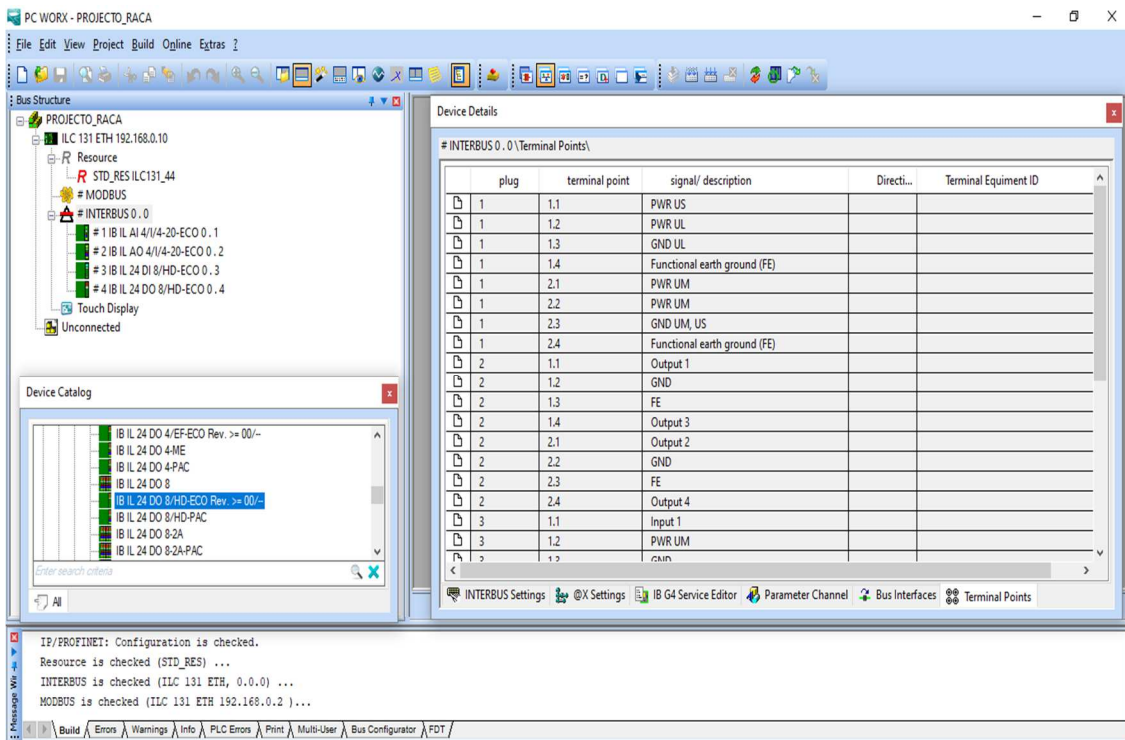 PC WORX - PROJECTO_RACA
File Edit View Project Build Online Extras ?
Bus Structure
PROJECTO_RACA
ILC 131 ETH 192.168.0.10
R Resource
R STD_RES ILC131_44
# MODBUS
# INTERBUS 0 . 0
# 1 IB IL AI 4/I/4-20-ECO 0 . 1
# 2 IB IL AO 4/I/4-20-ECO 0 . 2
# 3 IB IL 24 DI 8/HD-ECO 0 . 3
# 4 IB IL 24 DO 8/HD-ECO 0 . 4
Touch Display
Unconnected
Device Catalog
IB IL 24 DO 4/EF-ECO Rev. >= 00/--
IB IL 24 DO 4-ME
IB IL 24 DO 4-PAC
IB IL 24 DO 8
IB IL 24 DO 8/HD-ECO Rev. >= 00/--
IB IL 24 DO 8/HD-PAC
IB IL 24 DO 8-2A
IB IL 24 DO 8-2A-PAC
Enter search criteria
All
Device Details
# INTERBUS 0 . 0 \Terminal Points\
plug terminal point signal/ description Directi... Terminal Equiment ID
1 1.1 PWR US
1 1.2 PWR UL
1 1.3 GND UL
1 1.4 Functional earth ground (FE)
1 2.1 PWR UM
1 2.2 PWR UM
1 2.3 GND UM, US
1 2.4 Functional earth ground (FE)
2 1.1 Output 1
2 1.2 GND
2 1.3 FE
2 1.4 Output 3
2 2.1 Output 2
2 2.2 GND
2 2.3 FE
2 2.4 Output 4
3 1.1 Input 1
3 1.2 PWR UM
3 1.3 GND
INTERBUS Settings @X Settings IB G4 Service Editor Parameter Channel Bus Interfaces Terminal Points
Message Wir
IP/PROFINET: Configuration is checked.
Resource is checked (STD_RES) ...
INTERBUS is checked (ILC 131 ETH, 0.0.0) ...
MODBUS is checked (ILC 131 ETH 192.168.0.2 )...
Build Errors Warnings Info PLC Errors Print Multi-User Bus Configurator FDT